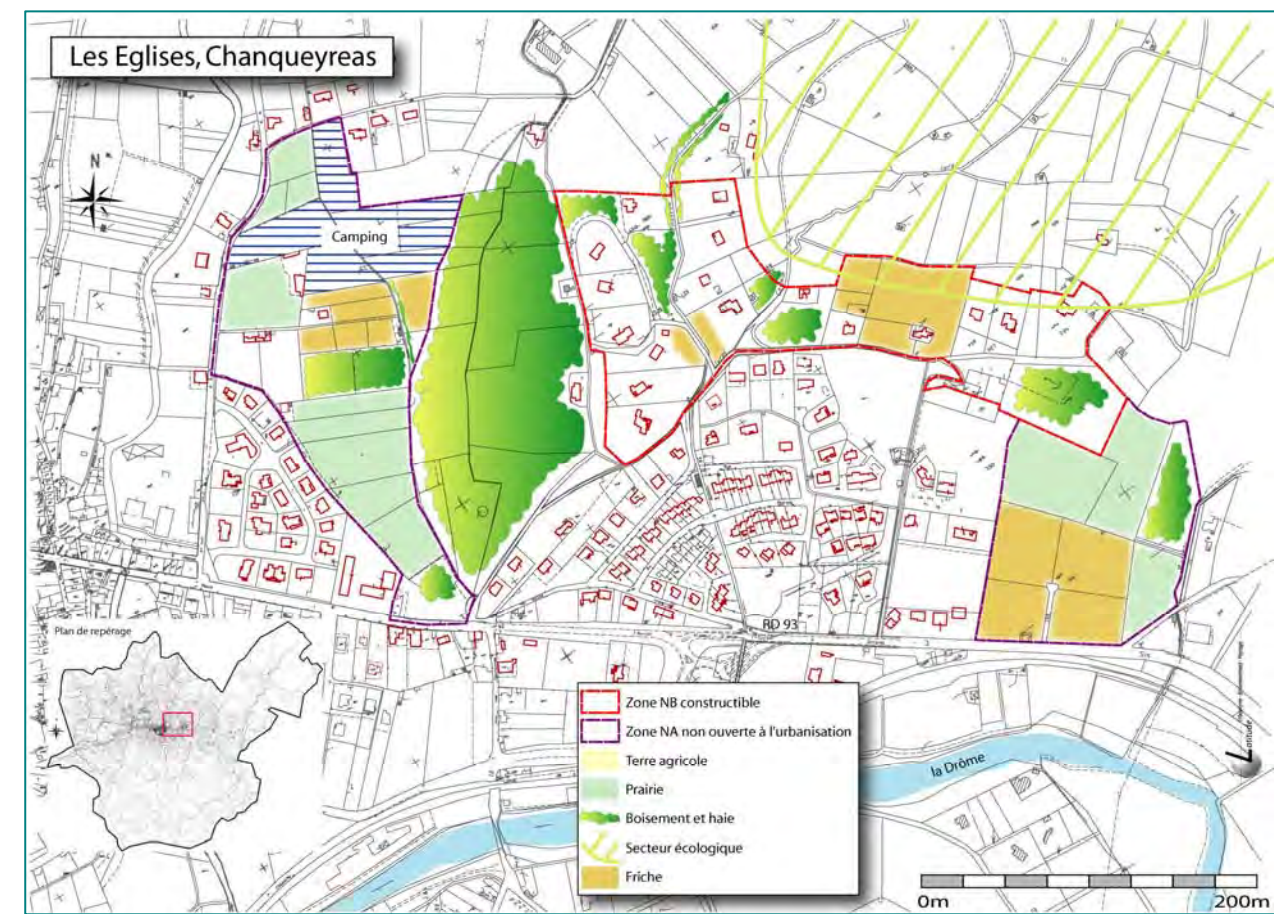 Les Eglises, Chanqueyreas
N
Camping
RD 93
Plan de repérage
Zone NB constructible
Zone NA non ouverte à l'urbanisation
Terre agricole
Prairie
Boisement et haie
Secteur écologique
Friche
la Drôme
Latitude
0m
200m